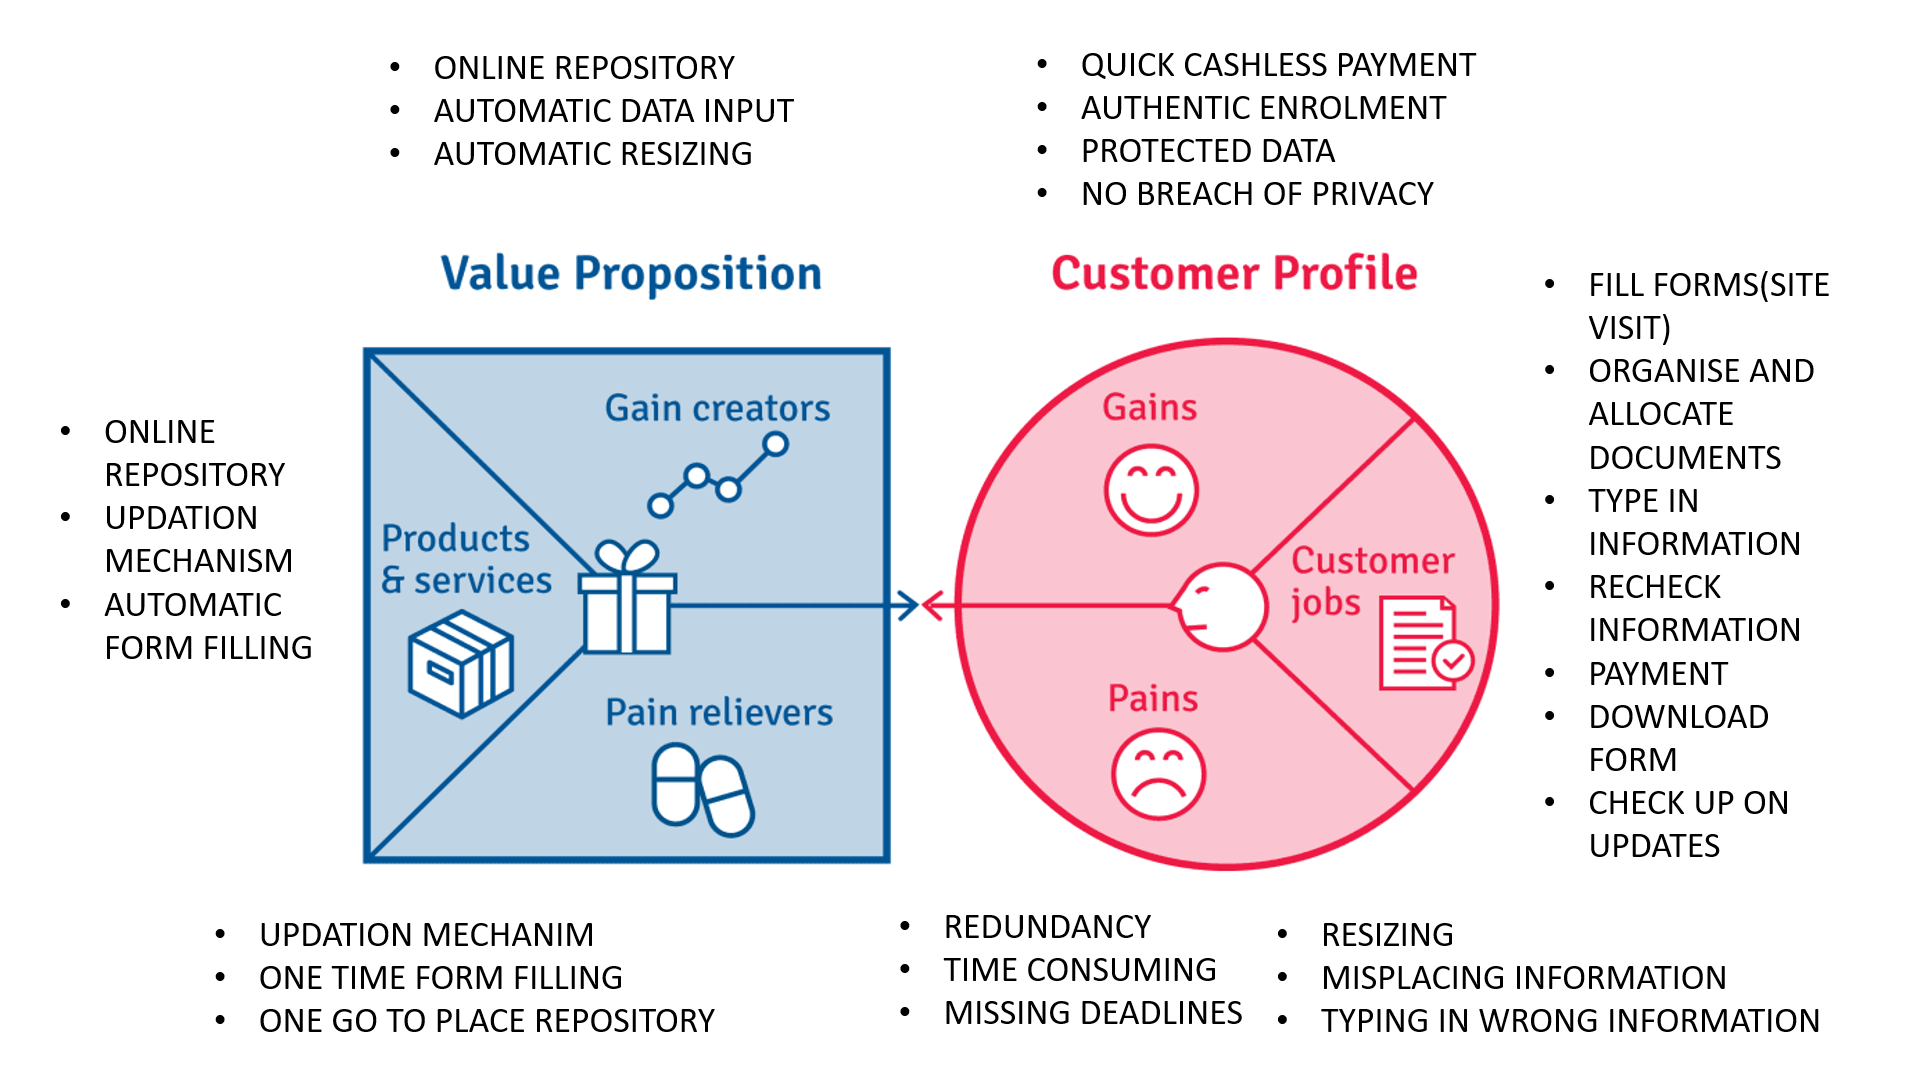 • ONLINE REPOSITORY
• AUTOMATIC DATA INPUT
• AUTOMATIC RESIZING
• QUICK CASHLESS PAYMENT
• AUTHENTIC ENROLMENT
• PROTECTED DATA
• NO BREACH OF PRIVACY
Value Proposition
Customer Profile
• ONLINE
REPOSITORY
• UPDATION
MECHANISM
• AUTOMATIC
FORM FILLING
Gain creators
Products
& services
Pain relievers
Gains
Customer
jobs
Pains
• FILL FORMS(SITE
VISIT)
• ORGANISE AND
ALLOCATE
DOCUMENTS
• TYPE IN
INFORMATION
• RECHECK
INFORMATION
• PAYMENT
• DOWNLOAD
FORM
• CHECK UP ON
UPDATES
• UPDATION MECHANIM
• ONE TIME FORM FILLING
• ONE GO TO PLACE REPOSITORY
• REDUNDANCY
• TIME CONSUMING
• MISSING DEADLINES
• RESIZING
• MISPLACING INFORMATION
• TYPING IN WRONG INFORMATION